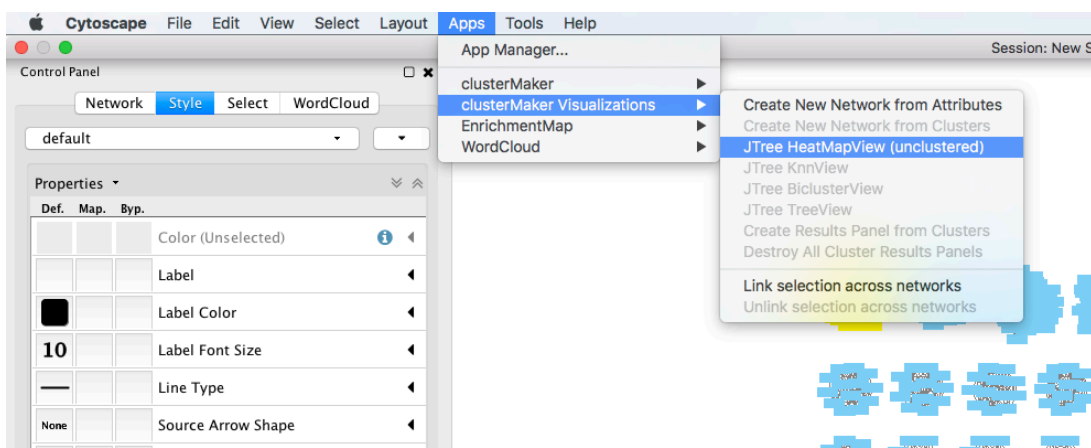 Cytoscape File Edit View Select Layout Apps Tools Help
Session: New S
App Manager...
clusterMaker
clusterMaker Visualizations
EnrichmentMap
WordCloud
Create New Network from Attributes
Create New Network from Clusters
JTree HeatMapView (unclustered)
JTree KnnView
JTree BiclusterView
JTree TreeView
Create Results Panel from Clusters
Destroy All Cluster Results Panels
Link selection across networks
Unlink selection across networks
Control Panel
Network Style Select WordCloud
default
Properties
Def. Map. Byp.
Color (Unselected)
Label
Label Color
10 Label Font Size
Line Type
None Source Arrow Shape